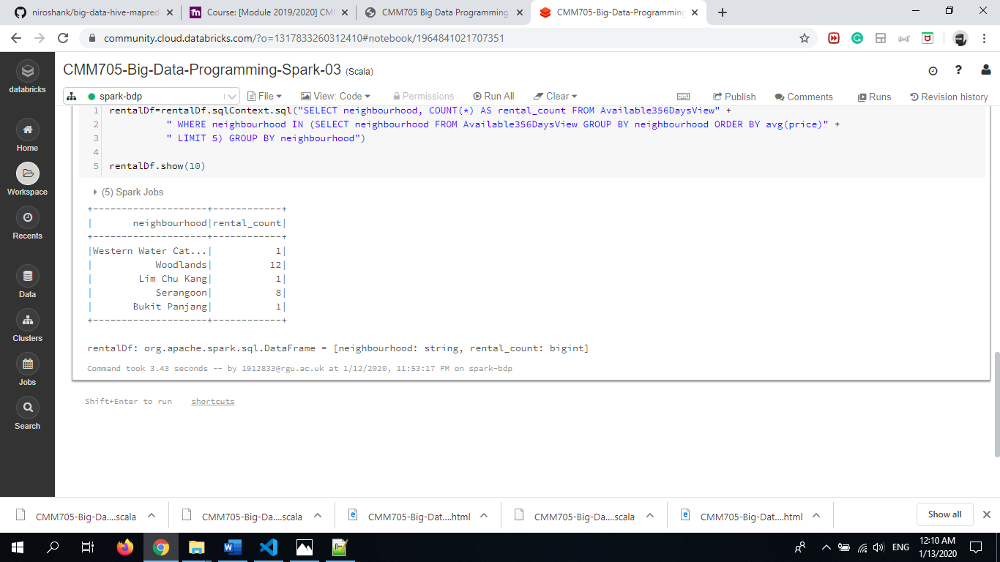 niroshank/big-data-hive-mapred
Course: [Module 2019/2020] CM
CMM705 Big Data Programming
CMM705-Big-Data-Programming
community.cloud.databricks.com/?o=1317833260312410#notebook/1964841021707351
databricks
Home
Workspace
Recents
Data
Clusters
Jobs
Search
CMM705-Big-Data-Programming-Spark-03 (Scala)
spark-bdp File View: Code Permissions Run All Clear Publish Comments Runs Revision history
1 rentalDf=rentalDf.sqlContext.sql("SELECT neighbourhood, COUNT(*) AS rental_count FROM Available356DaysView" +
2 " WHERE neighbourhood IN (SELECT neighbourhood FROM Available356DaysView GROUP BY neighbourhood ORDER BY avg(price)" +
3 " LIMIT 5) GROUP BY neighbourhood")
4
5 rentalDf.show(10)
(5) Spark Jobs
+--------------------+------------+
|       neighbourhood|rental_count|
+--------------------+------------+
|Western Water Cat...|           1|
|           Woodlands|          12|
|        Lim Chu Kang|           1|
|           Serangoon|           8|
|       Bukit Panjang|           1|
+--------------------+------------+
rentalDf: org.apache.spark.sql.DataFrame = [neighbourhood: string, rental_count: bigint]
Command took 3.43 seconds -- by 1912833@rgu.ac.uk at 1/12/2020, 11:53:17 PM on spark-bdp
Shift+Enter to run shortcuts
CMM705-Big-Da....scala
CMM705-Big-Da....scala
CMM705-Big-Dat....html
CMM705-Big-Da....scala
CMM705-Big-Dat....html
Show all
ENG
12:10 AM
1/13/2020